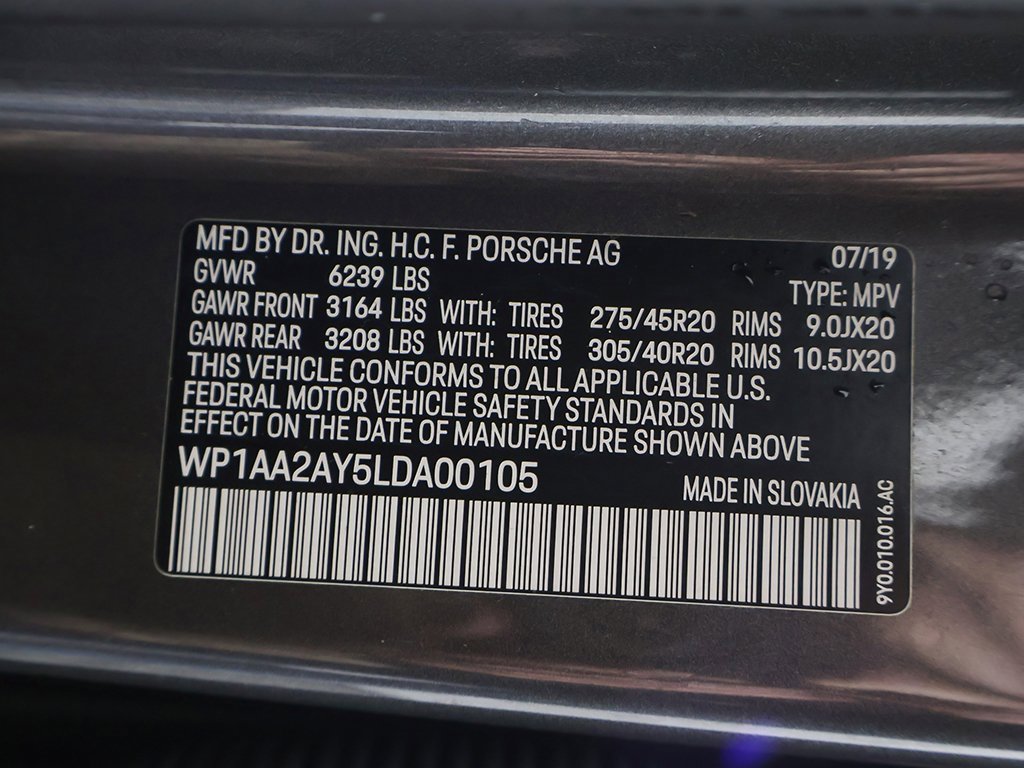 MFD BY DR. ING. H.C. F. PORSCHE AG 07/19
GVWR 6239 LBS TYPE: MPV
GAWR FRONT 3164 LBS WITH: TIRES 275/45R20 RIMS 9.0JX20
GAWR REAR 3208 LBS WITH: TIRES 305/40R20 RIMS 10.5JX20
THIS VEHICLE CONFORMS TO ALL APPLICABLE U.S.
FEDERAL MOTOR VEHICLE SAFETY STANDARDS IN
EFFECT ON THE DATE OF MANUFACTURE SHOWN ABOVE
WP1AA2AY5LDA00105 MADE IN SLOVAKIA
9Y0.010.016.AC